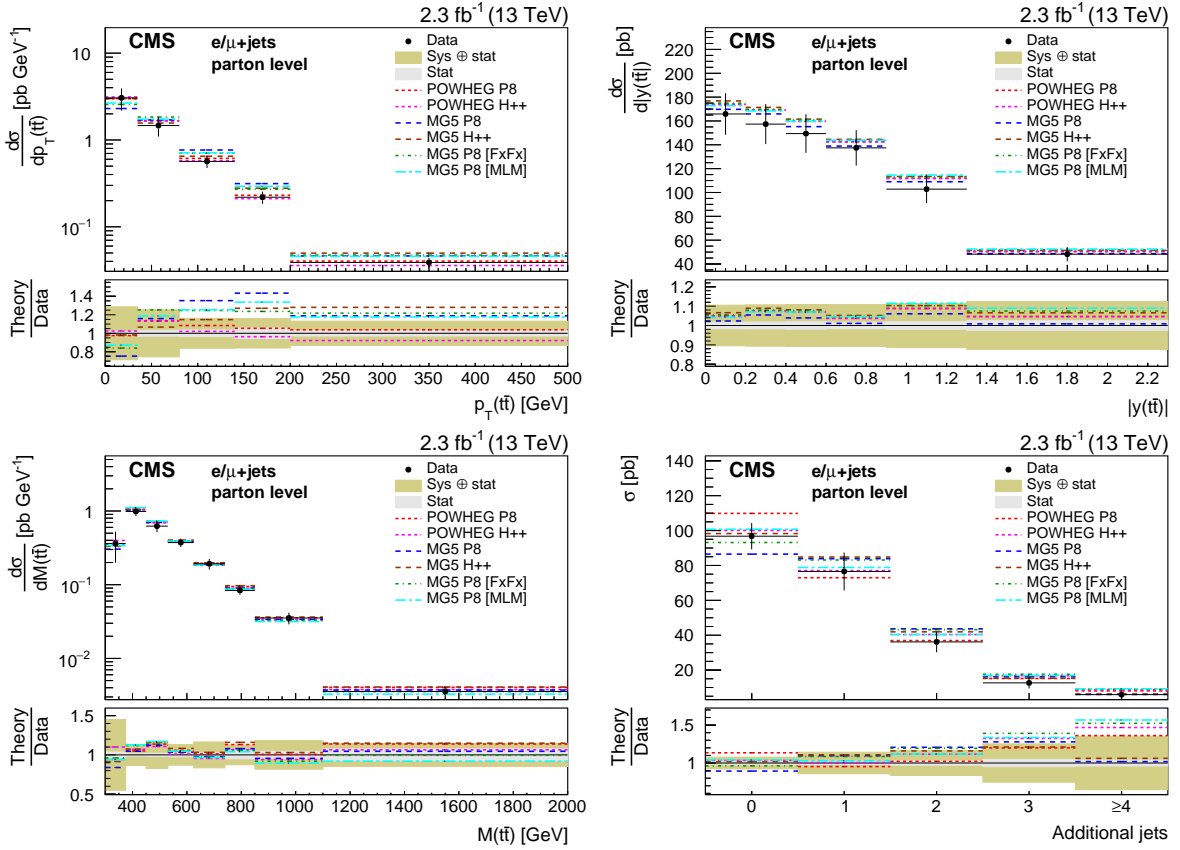 2.3 fb⁻¹ (13 TeV)
CMS e/μ+jets
parton level
Data
Sys ⊕ stat
Stat
POWHEG P8
POWHEG H++
MG5 P8
MG5 H++
MG5 P8 [FxFx]
MG5 P8 [MLM]
dσ/dp_T(tt̄) [pb GeV⁻¹]
10
1
10⁻¹
Theory/Data
1.4
1.2
1
0.8
0 50 100 150 200 250 300 350 400 450 500
p_T(tt̄) [GeV]
2.3 fb⁻¹ (13 TeV)
CMS e/μ+jets
parton level
Data
Sys ⊕ stat
Stat
POWHEG P8
POWHEG H++
MG5 P8
MG5 H++
MG5 P8 [FxFx]
MG5 P8 [MLM]
dσ/d|y(tt̄)| [pb]
220
200
180
160
140
120
100
80
60
40
Theory/Data
1.2
1.1
1
0.9
0.8
0 0.2 0.4 0.6 0.8 1 1.2 1.4 1.6 1.8 2 2.2
|y(tt̄)|
2.3 fb⁻¹ (13 TeV)
CMS e/μ+jets
parton level
Data
Sys ⊕ stat
Stat
POWHEG P8
POWHEG H++
MG5 P8
MG5 H++
MG5 P8 [FxFx]
MG5 P8 [MLM]
dσ/dM(tt̄) [pb GeV⁻¹]
1
10⁻¹
10⁻²
Theory/Data
1.5
1
0.5
400 600 800 1000 1200 1400 1600 1800 2000
M(tt̄) [GeV]
2.3 fb⁻¹ (13 TeV)
CMS e/μ+jets
parton level
Data
Sys ⊕ stat
Stat
POWHEG P8
POWHEG H++
MG5 P8
MG5 H++
MG5 P8 [FxFx]
MG5 P8 [MLM]
σ [pb]
140
120
100
80
60
40
20
Theory/Data
1.5
1
0 1 2 3 ≥4
Additional jets